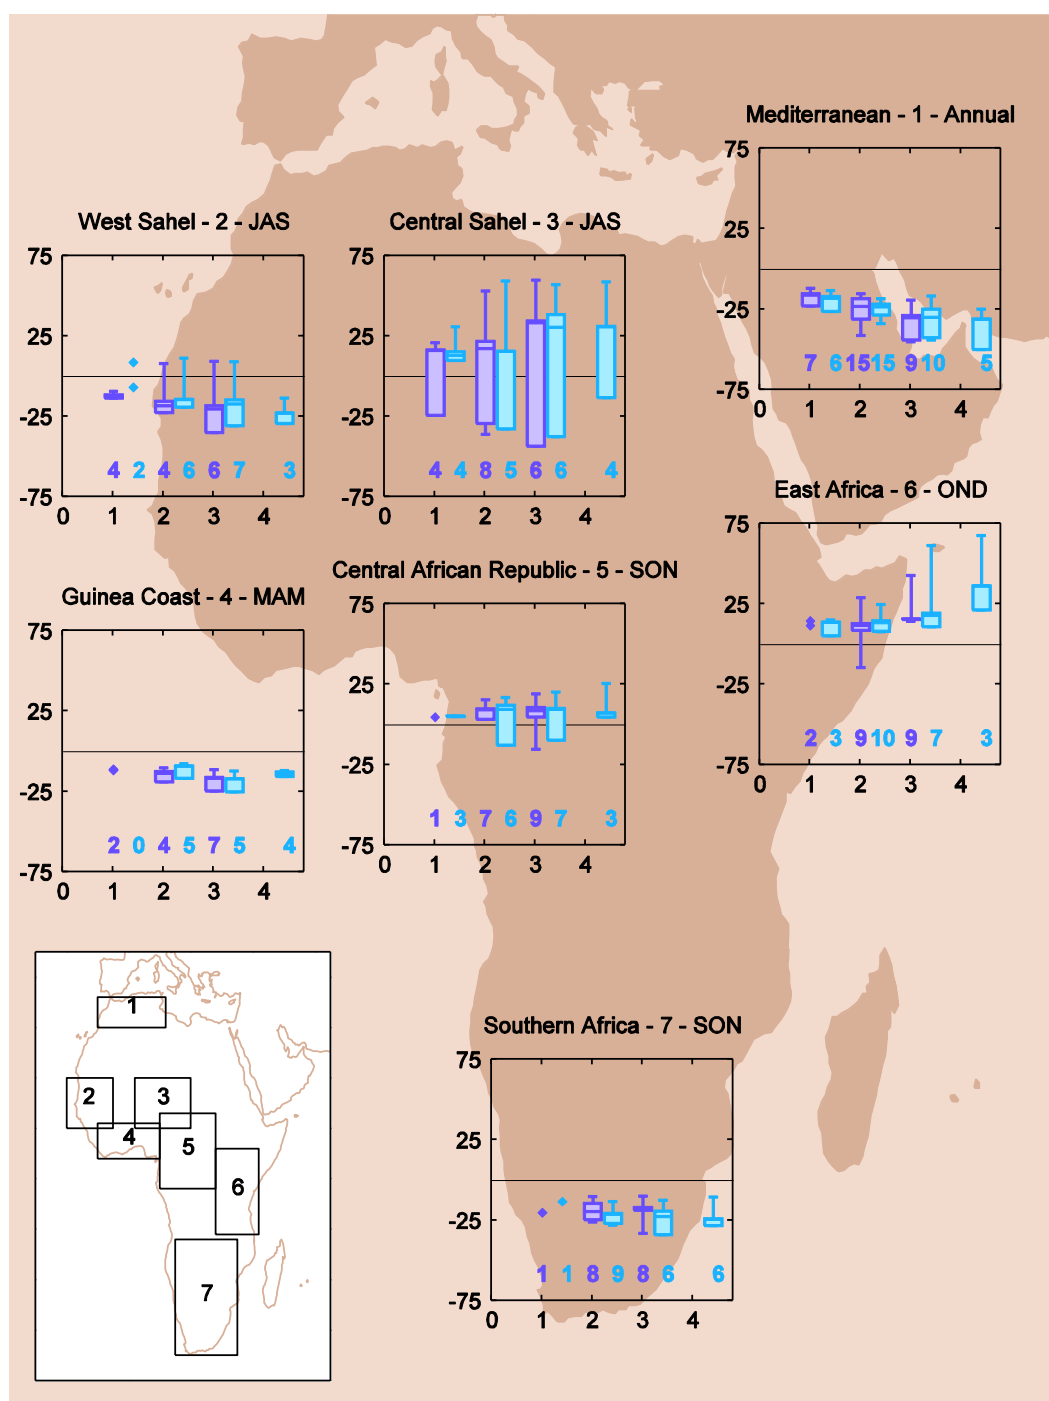 Mediterranean - 1 - Annual
75
25
-25
-75
7 6 15 15 9 10 5
0 1 2 3 4
West Sahel - 2 - JAS
75
25
-25
-75
4 2 4 6 6 7 3
0 1 2 3 4
Central Sahel - 3 - JAS
75
25
-25
-75
4 4 8 5 6 6 4
0 1 2 3 4
East Africa - 6 - OND
75
25
-25
-75
2 3 9 10 9 7 3
0 1 2 3 4
Guinea Coast - 4 - MAM
75
25
-25
-75
2 0 4 5 7 5 4
0 1 2 3 4
Central African Republic - 5 - SON
75
25
-25
-75
1 3 7 6 9 7 3
0 1 2 3 4
1
2
3
4
5
6
7
Southern Africa - 7 - SON
75
25
-25
-75
1 1 8 9 8 6 6
0 1 2 3 4